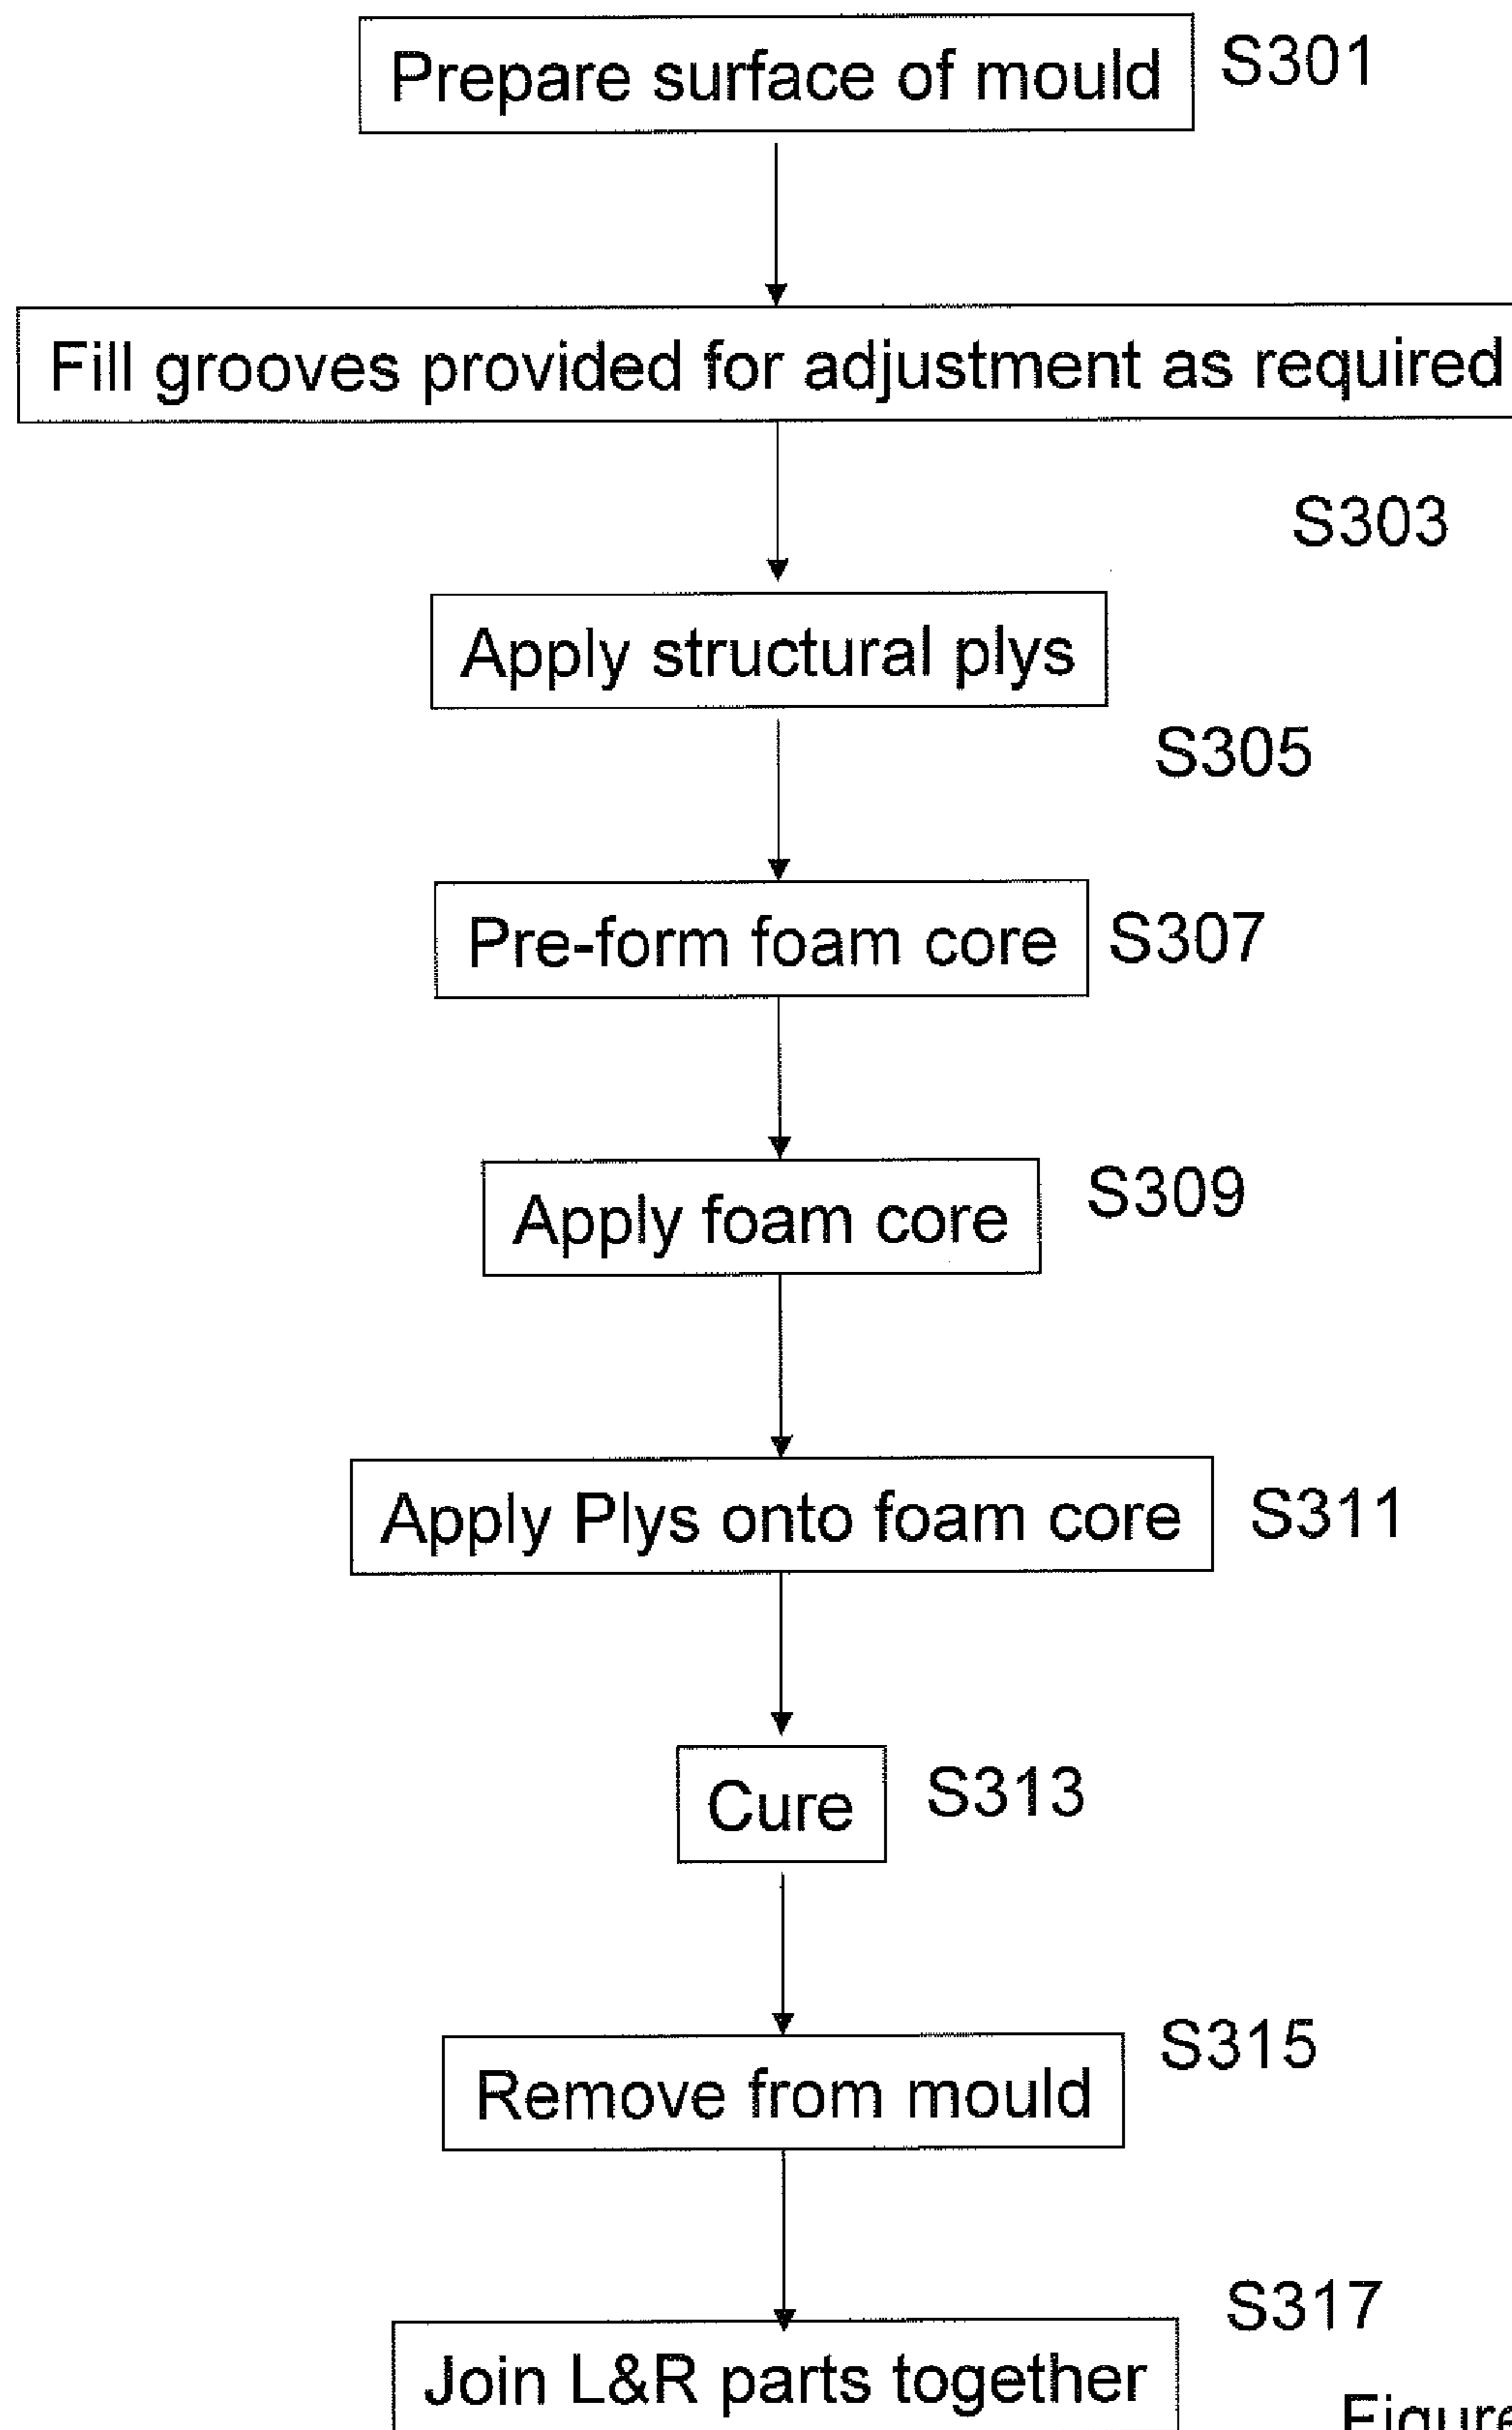 Prepare surface of mould S301
Fill grooves provided for adjustment as required
S303
Apply structural plys
S305
Pre-form foam core S307
Apply foam core S309
Apply Plys onto foam core S311
Cure S313
S315
Remove from mould
S317
Join L&R parts together
Figure